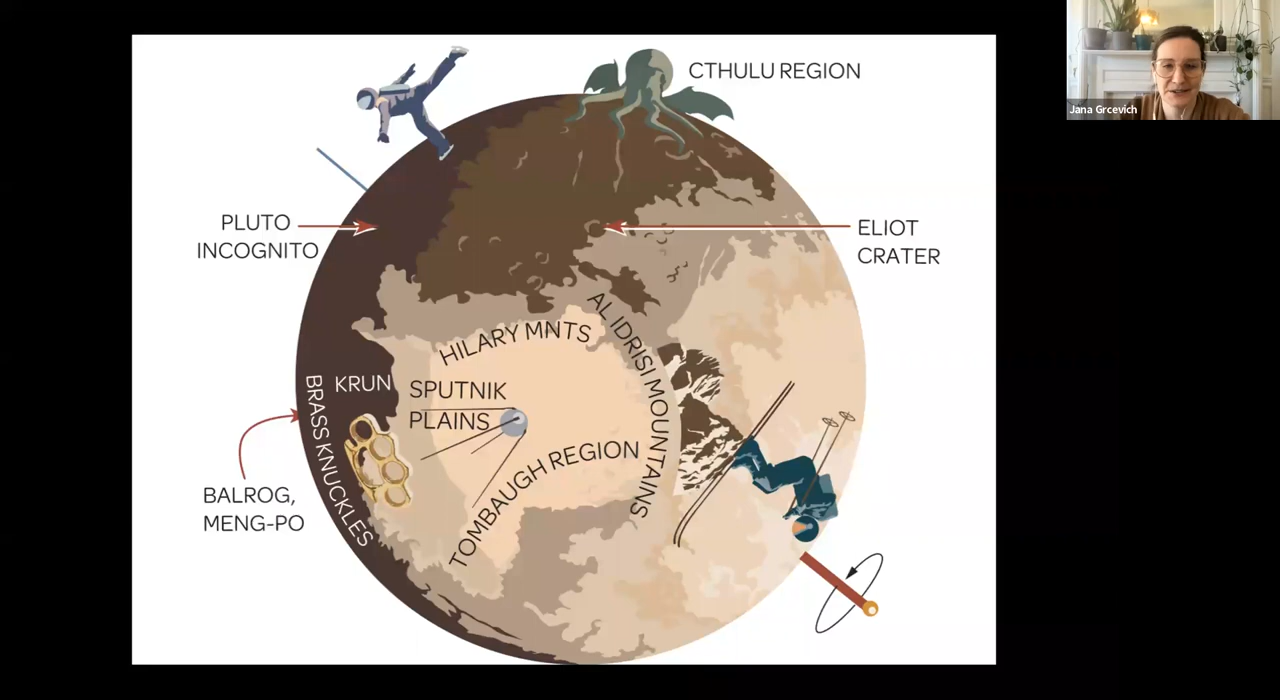 Jana Grcevich
CTHULU REGION
PLUTO
INCOGNITO
ELIOT
CRATER
AL IDRISI MOUNTAINS
HILARY MNTS
KRUN
SPUTNIK
PLAINS
BRASS KNUCKLES
TOMBAUGH REGION
BALROG,
MENG-PO